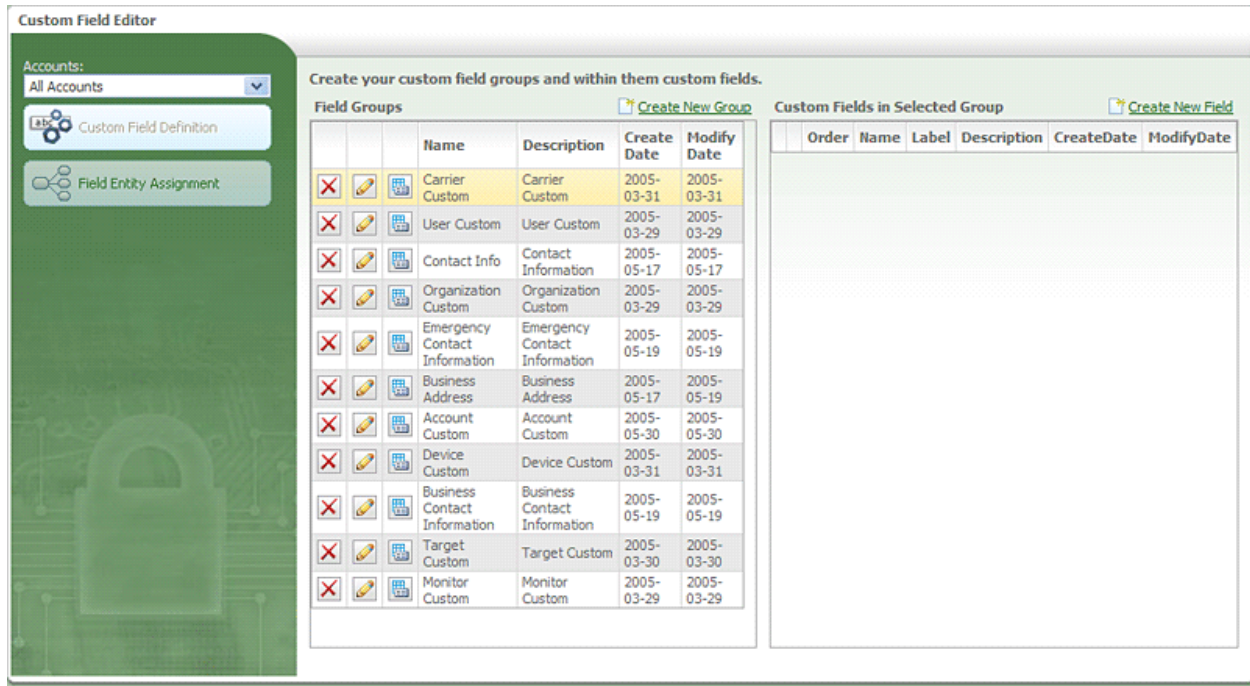 Custom Field Editor
Accounts:
All Accounts
Custom Field Definition
Field Entity Assignment
Create your custom field groups and within them custom fields.
Field Groups
Create New Group
Name Description Create Date Modify Date
Carrier Custom Carrier Custom 2005-03-31 2005-03-31
User Custom User Custom 2005-03-29 2005-03-29
Contact Info Contact Information 2005-05-17 2005-05-17
Organization Custom Organization Custom 2005-03-29 2005-03-29
Emergency Contact Information Emergency Contact Information 2005-05-19 2005-05-19
Business Address Business Address 2005-05-17 2005-05-19
Account Custom Account Custom 2005-05-30 2005-05-30
Device Custom Device Custom 2005-03-31 2005-03-31
Business Contact Information Business Contact Information 2005-05-19 2005-05-19
Target Custom Target Custom 2005-03-30 2005-03-30
Monitor Custom Monitor Custom 2005-03-29 2005-03-29
Custom Fields in Selected Group
Create New Field
Order Name Label Description CreateDate ModifyDate